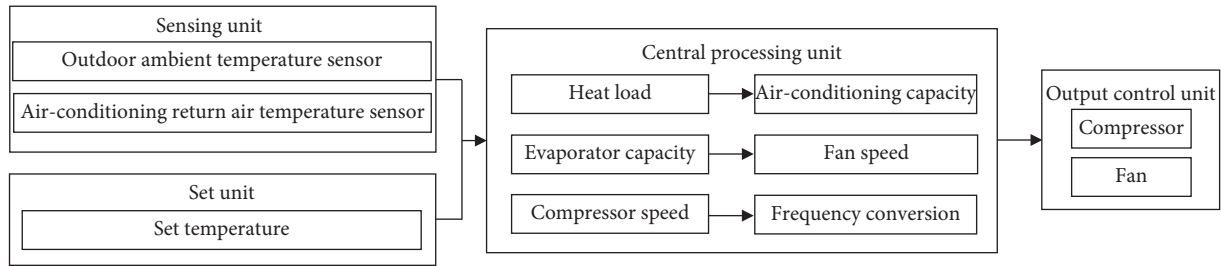 Sensing unit
Outdoor ambient temperature sensor
Air-conditioning return air temperature sensor
Set unit
Set temperature
Central processing unit
Heat load
Air-conditioning capacity
Evaporator capacity
Fan speed
Compressor speed
Frequency conversion
Output control unit
Compressor
Fan